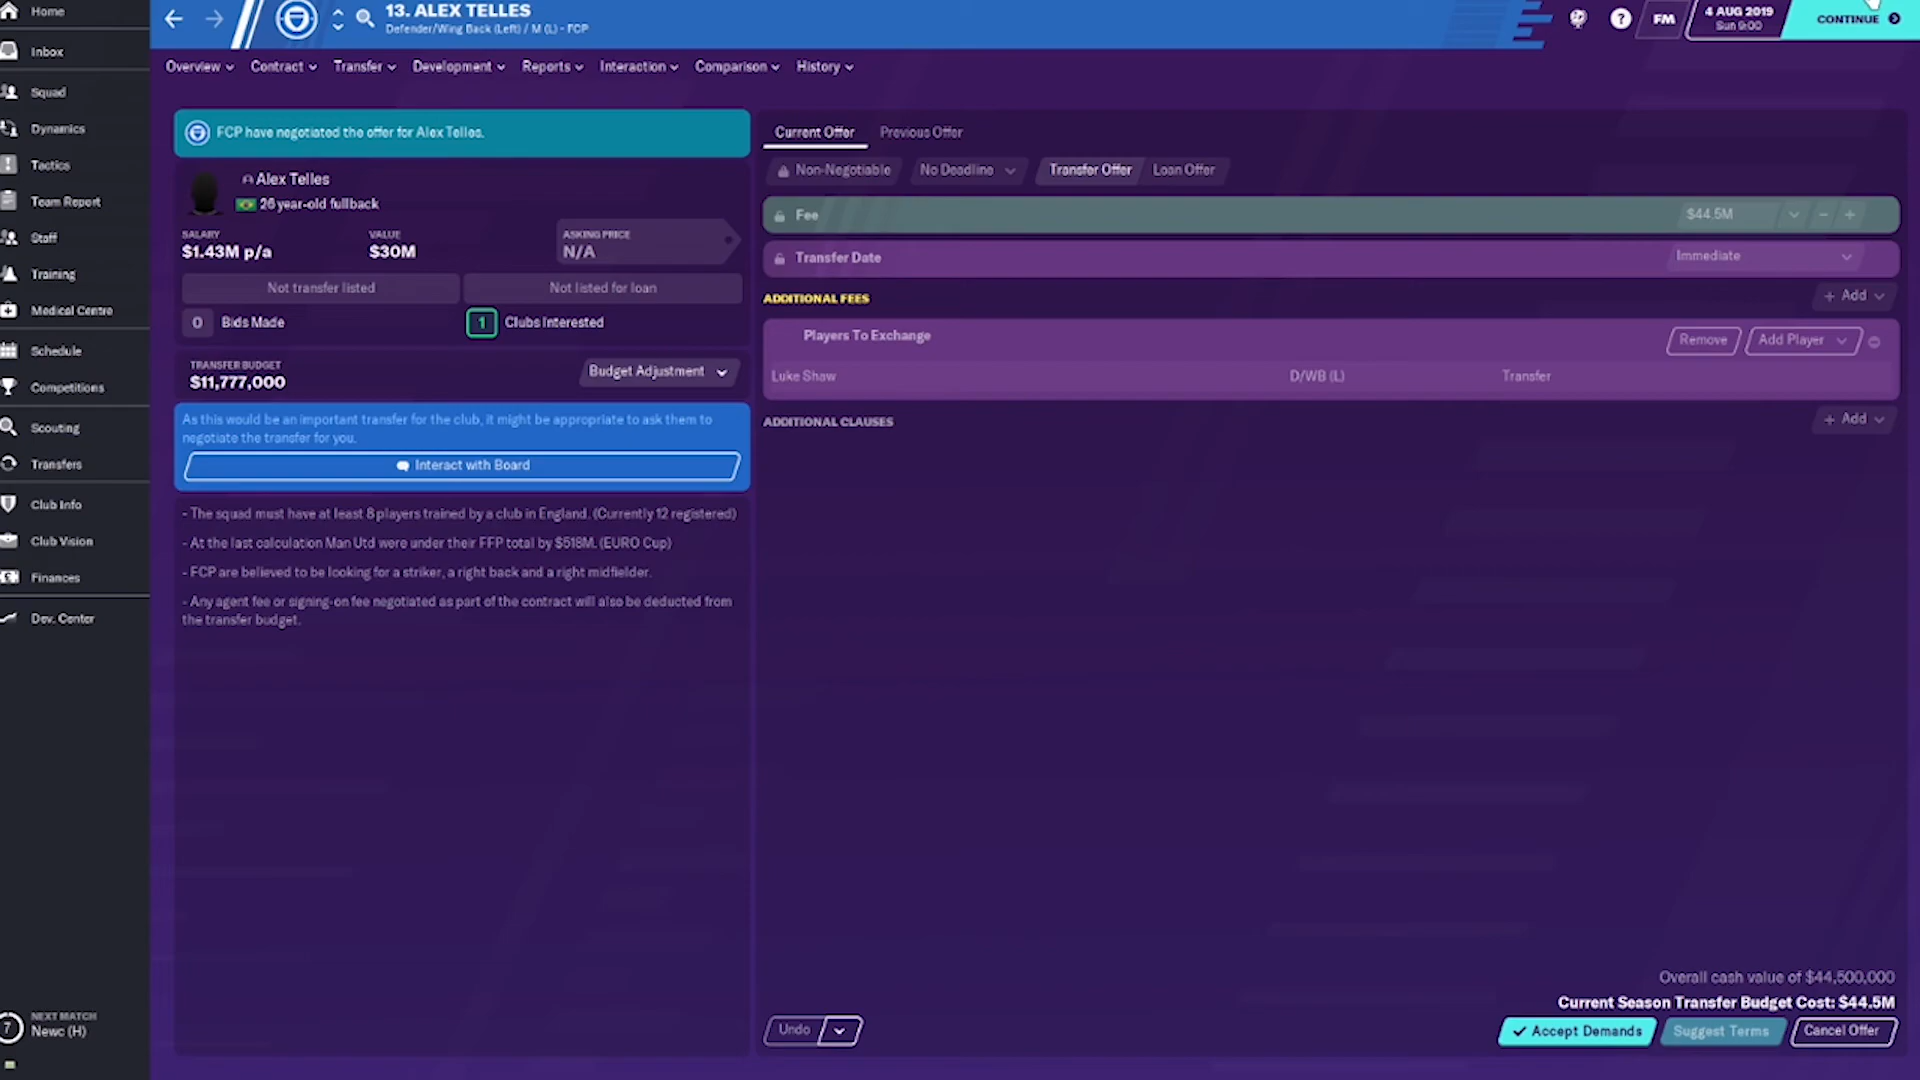 Home
Inbox
Squad
Dynamics
Tactics
Team Report
Staff
Training
Medical Centre
Schedule
Competitions
Scouting
Transfers
Club Info
Club Vision
Finances
Dev. Center
7
NEXT MATCH
Newc (H)
13. ALEX TELLES
Defender/Wing Back (Left) / M (L) - FCP
? FM
4 AUG 2019
Sun 9:00
CONTINUE
Overview Contract Transfer Development Reports Interaction Comparison History
FCP have negotiated the offer for Alex Telles.
Alex Telles
26 year-old fullback
SALARY
$1.43M p/a
VALUE
$30M
ASKING PRICE
N/A
Not transfer listed
Not listed for loan
0 Bids Made
1 Clubs Interested
TRANSFER BUDGET
$11,777,000
Budget Adjustment
As this would be an important transfer for the club, it might be appropriate to ask them to
negotiate the transfer for you.
Interact with Board
- The squad must have at least 8 players trained by a club in England. (Currently 12 registered)
- At the last calculation Man Utd were under their FFP total by $518M. (EURO Cup)
- FCP are believed to be looking for a striker, a right back and a right midfielder.
- Any agent fee or signing-on fee negotiated as part of the contract will also be deducted from
the transfer budget.
Current Offer Previous Offer
Non-Negotiable No Deadline Transfer Offer Loan Offer
Fee $44.5M − +
Transfer Date Immediate
ADDITIONAL FEES + Add
Players To Exchange Remove Add Player
Luke Shaw D/WB (L) Transfer
ADDITIONAL CLAUSES + Add
Overall cash value of $44,500,000
Current Season Transfer Budget Cost: $44.5M
Undo
Accept Demands Suggest Terms Cancel Offer